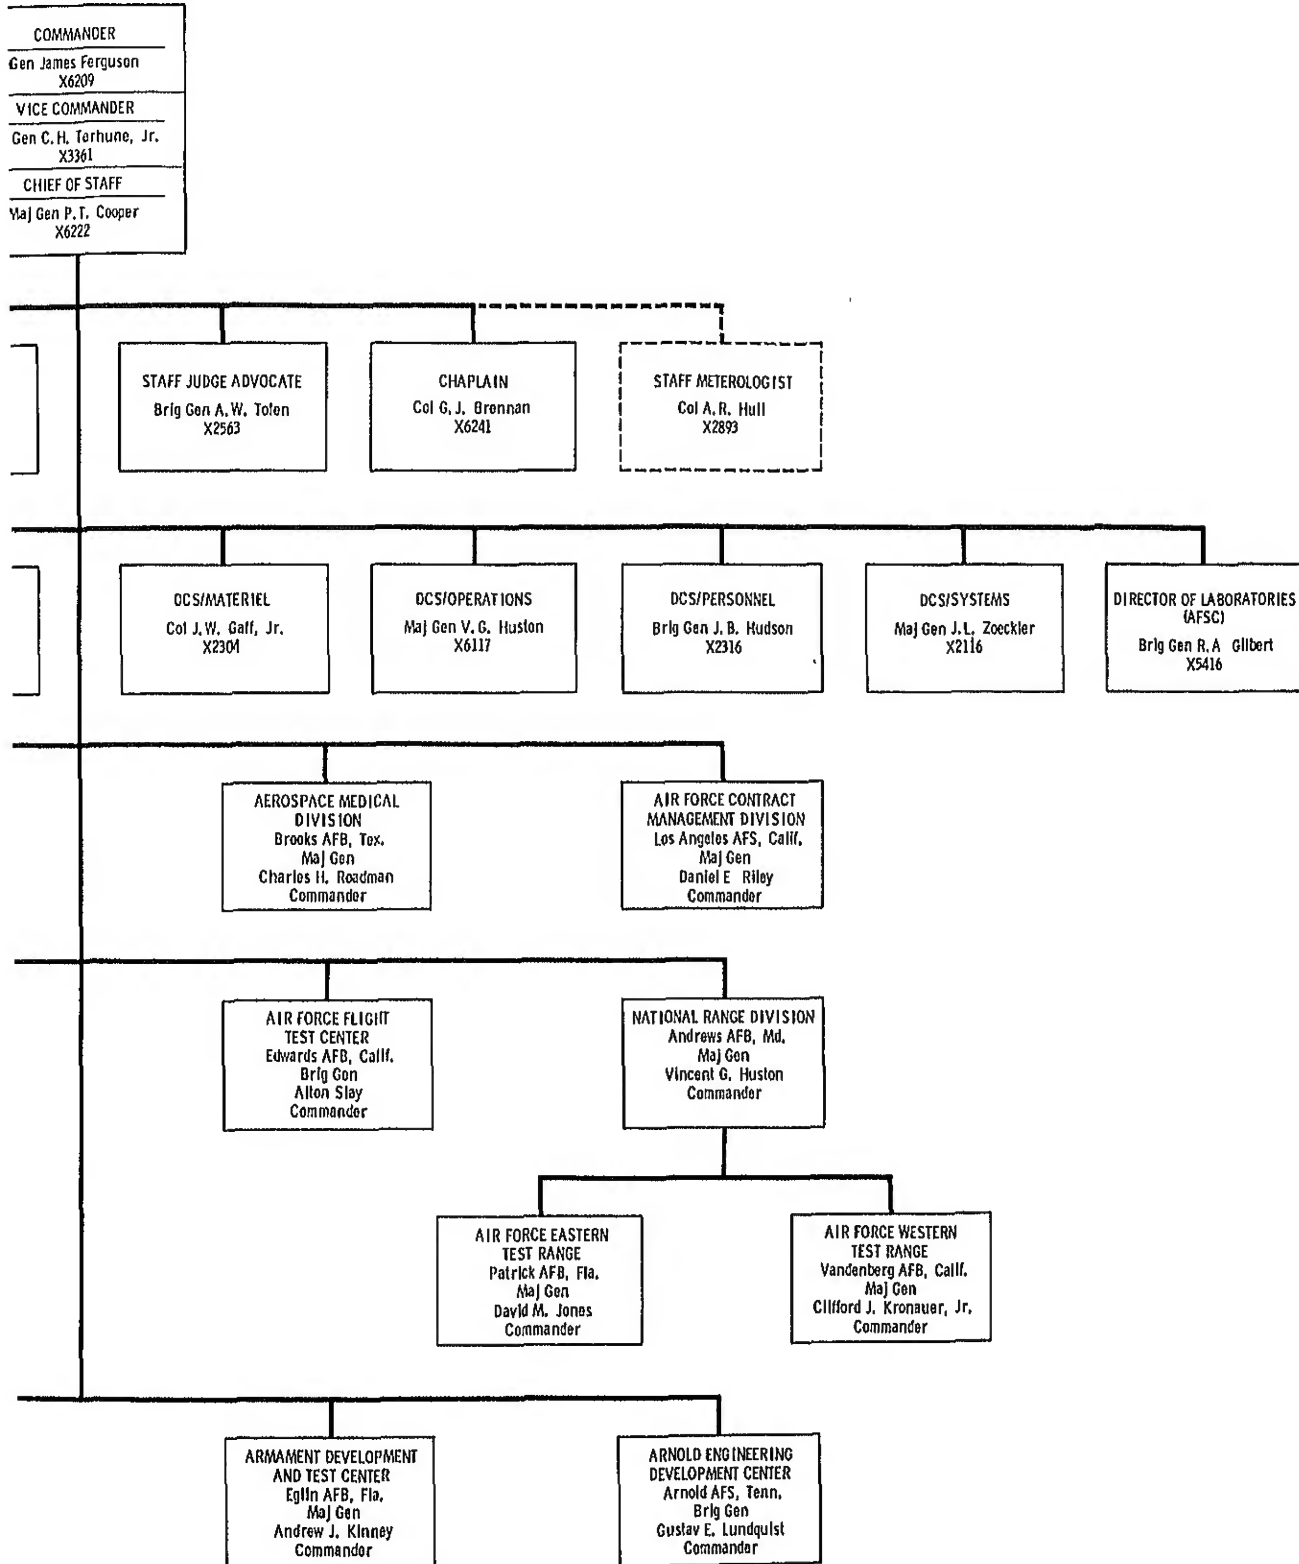 COMMANDER
Gen James Ferguson
X6209
VICE COMMANDER
Gen C.H. Terhune, Jr.
X3361
CHIEF OF STAFF
Maj Gen P.T. Cooper
X6222
STAFF JUDGE ADVOCATE
Brig Gen A.W. Tolen
X2563
CHAPLAIN
Col G.J. Brennan
X6241
STAFF METEROLOGIST
Col A.R. Hull
X2893
DCS/MATERIEL
Col J.W. Gaff, Jr.
X2304
DCS/OPERATIONS
Maj Gen V.G. Huston
X6117
DCS/PERSONNEL
Brig Gen J.B. Hudson
X2316
DCS/SYSTEMS
Maj Gen J.L. Zoeckler
X2116
DIRECTOR OF LABORATORIES
(AFSC)
Brig Gen R.A Gilbert
X5416
AEROSPACE MEDICAL
DIVISION
Brooks AFB, Tex.
Maj Gen
Charles H. Roadman
Commander
AIR FORCE CONTRACT
MANAGEMENT DIVISION
Los Angeles AFS, Calif.
Maj Gen
Daniel E Riley
Commander
AIR FORCE FLIGHT
TEST CENTER
Edwards AFB, Calif.
Brig Gen
Alton Slay
Commander
NATIONAL RANGE DIVISION
Andrews AFB, Md.
Maj Gen
Vincent G. Huston
Commander
AIR FORCE EASTERN
TEST RANGE
Patrick AFB, Fla.
Maj Gen
David M. Jones
Commander
AIR FORCE WESTERN
TEST RANGE
Vandenberg AFB, Calif.
Maj Gen
Clifford J. Kronauer, Jr.
Commander
ARMAMENT DEVELOPMENT
AND TEST CENTER
Eglin AFB, Fla.
Maj Gen
Andrew J. Kinney
Commander
ARNOLD ENGINEERING
DEVELOPMENT CENTER
Arnold AFS, Tenn.
Brig Gen
Gustav E. Lundquist
Commander